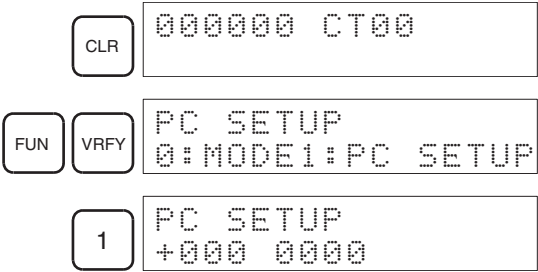 CLR
000000 CT00
FUN VRFY
PC SETUP
0:MODE1:PC SETUP
1
PC SETUP
+000 0000